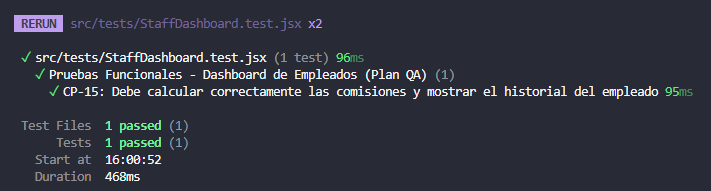 RERUN src/tests/StaffDashboard.test.jsx x2
✓ src/tests/StaffDashboard.test.jsx (1 test) 96ms
✓ Pruebas Funcionales - Dashboard de Empleados (Plan QA) (1)
✓ CP-15: Debe calcular correctamente las comisiones y mostrar el historial del empleado 95ms
Test Files 1 passed (1)
Tests 1 passed (1)
Start at 16:00:52
Duration 468ms